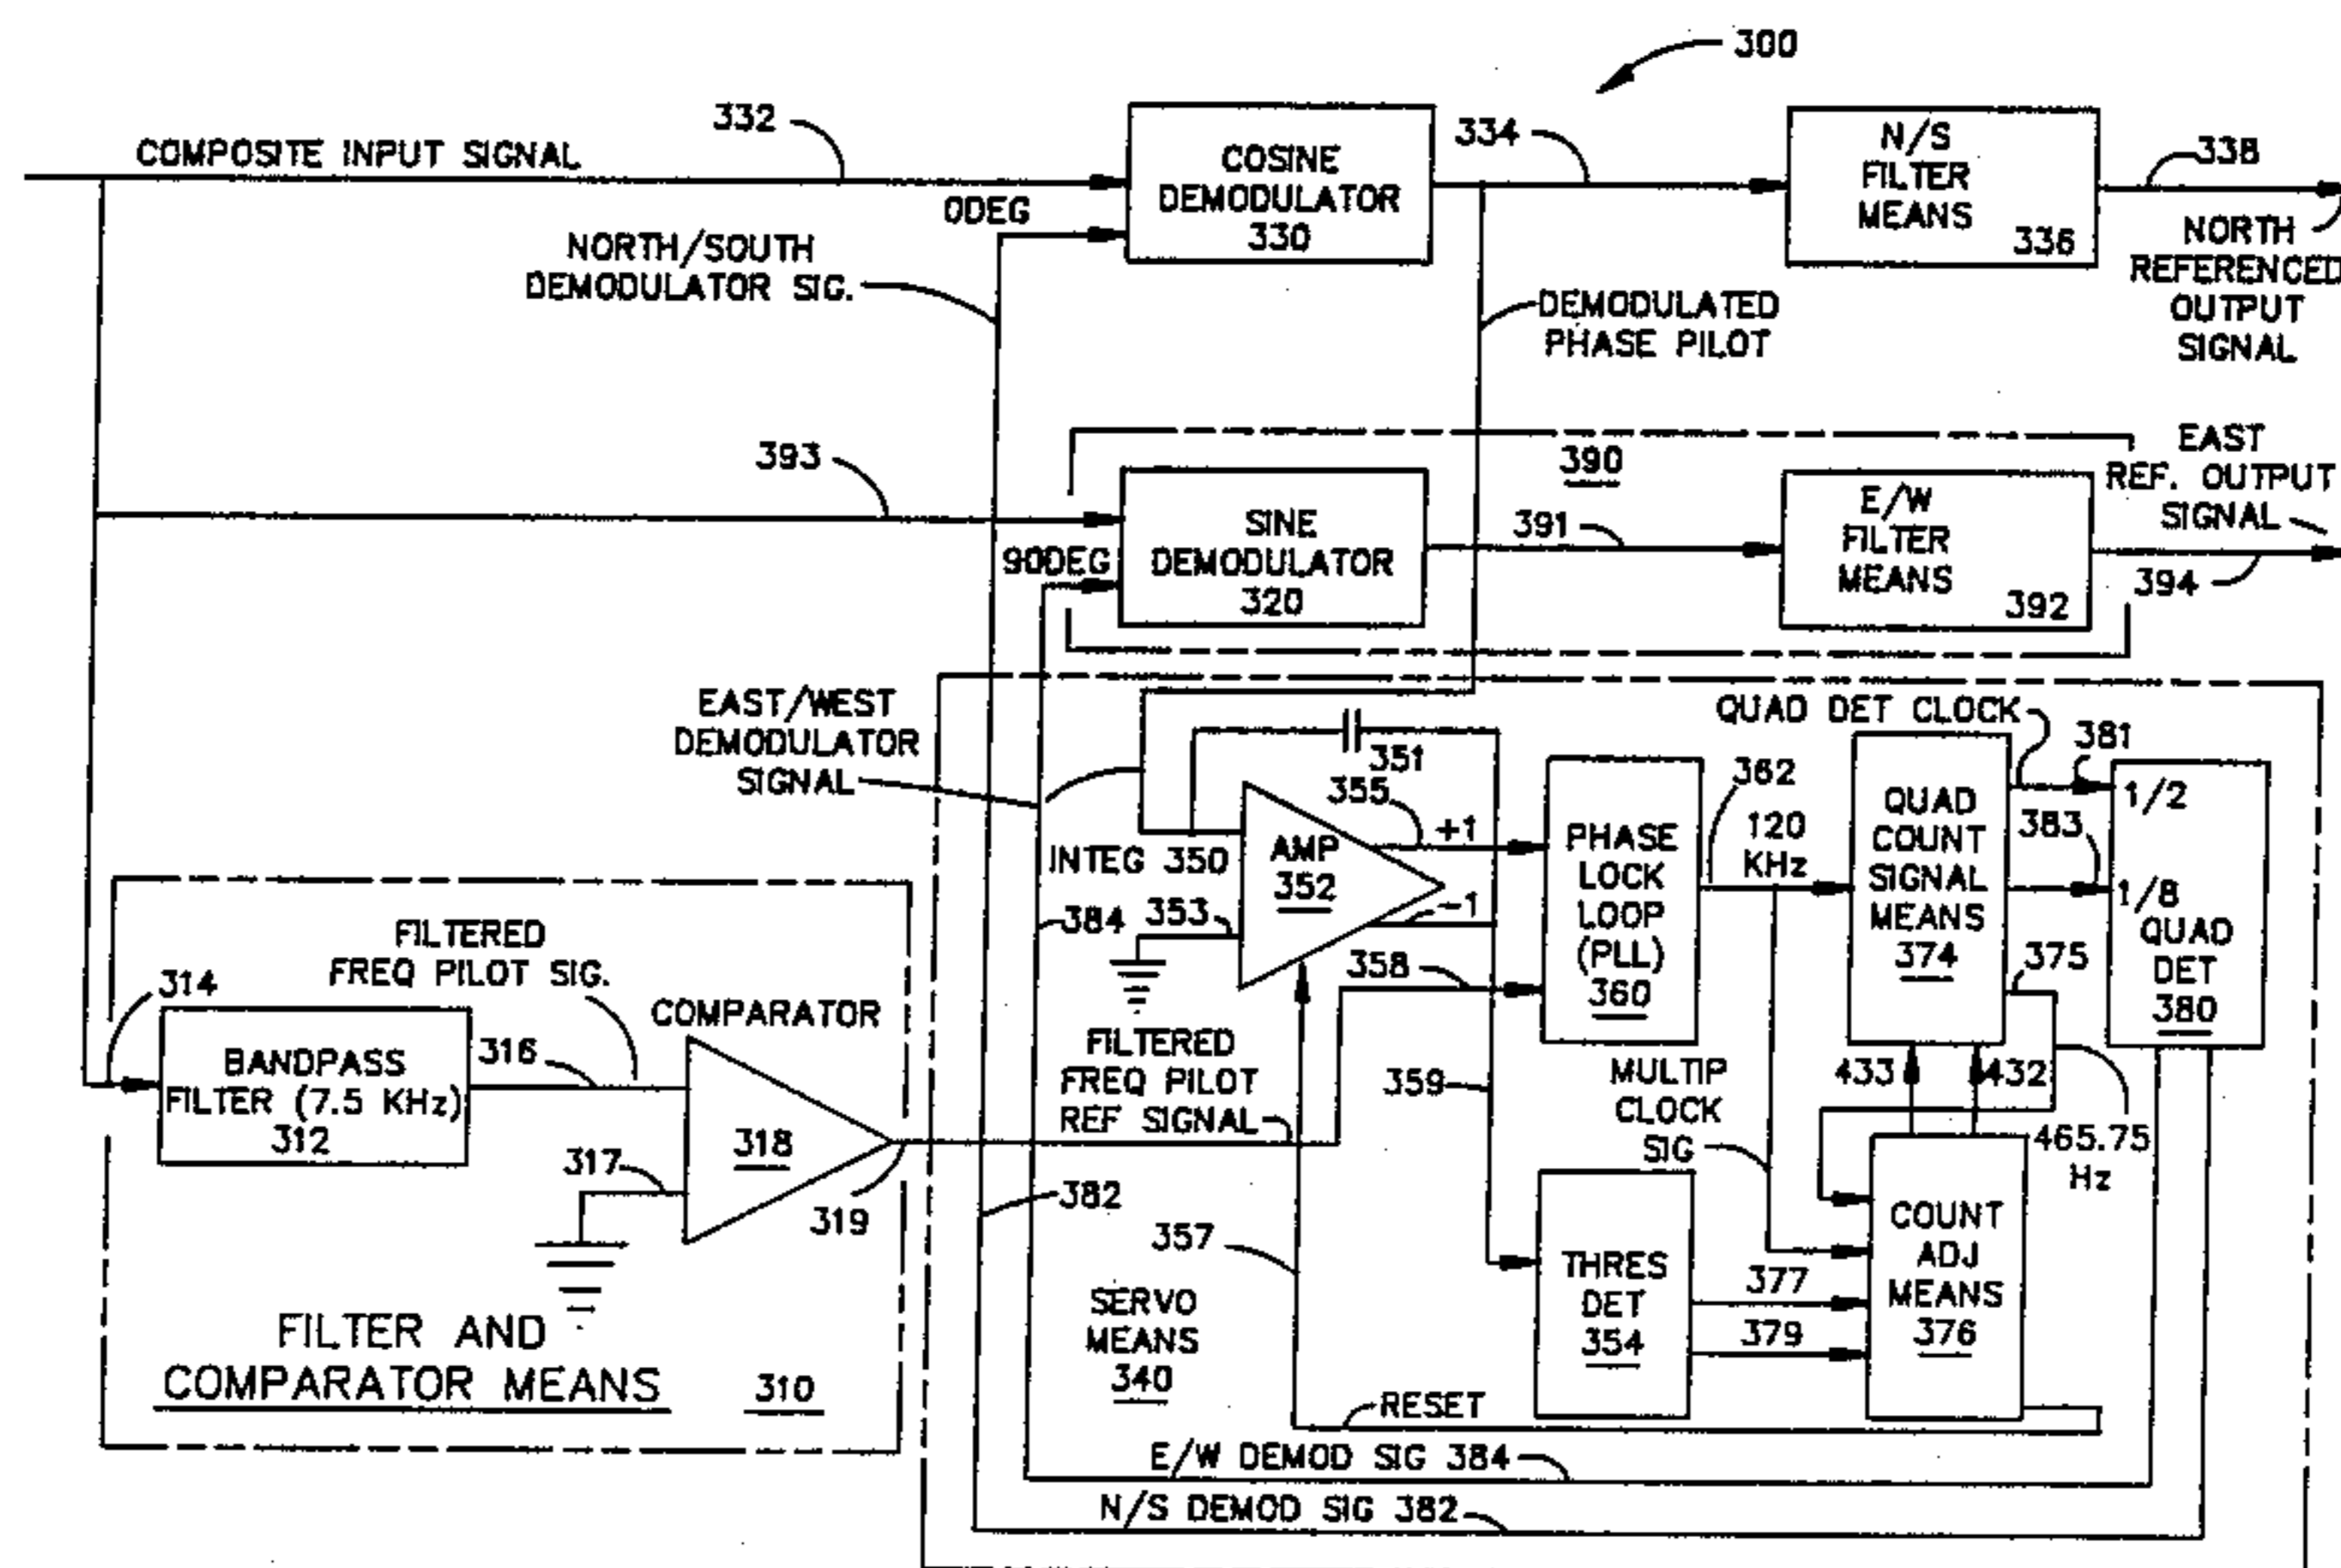 300
332
COMPOSITE INPUT SIGNAL
0DEG
COSINE
DEMODULATOR
330
334
N/S
FILTER
MEANS
336
338
NORTH
REFERENCED
OUTPUT
SIGNAL
NORTH/SOUTH
DEMODULATOR SIG.
DEMODULATED
PHASE PILOT
393
390
EAST
REF. OUTPUT
SIGNAL
90DEG
SINE
DEMODULATOR
320
391
E/W
FILTER
MEANS
392
394
EAST/WEST
DEMODULATOR
SIGNAL
QUAD DET CLOCK
381
351
355
+1
INTEG 350
AMP
352
-1
353
384
PHASE
LOCK
LOOP
(PLL)
360
362
120
KHz
QUAD
COUNT
SIGNAL
MEANS
374
1/2
383
1/8
QUAD
DET
380
375
358
FILTERED
FREQ PILOT SIG.
314
BANDPASS
FILTER (7.5 KHz)
312
316
COMPARATOR
318
317
319
FILTERED
FREQ PILOT
REF SIGNAL
359
MULTIP
CLOCK
SIG
433
432
465.75
Hz
382
357
SERVO
MEANS
340
THRES
DET
354
377
379
COUNT
ADJ
MEANS
376
FILTER AND
COMPARATOR MEANS 310
RESET
E/W DEMOD SIG 384
N/S DEMOD SIG 382